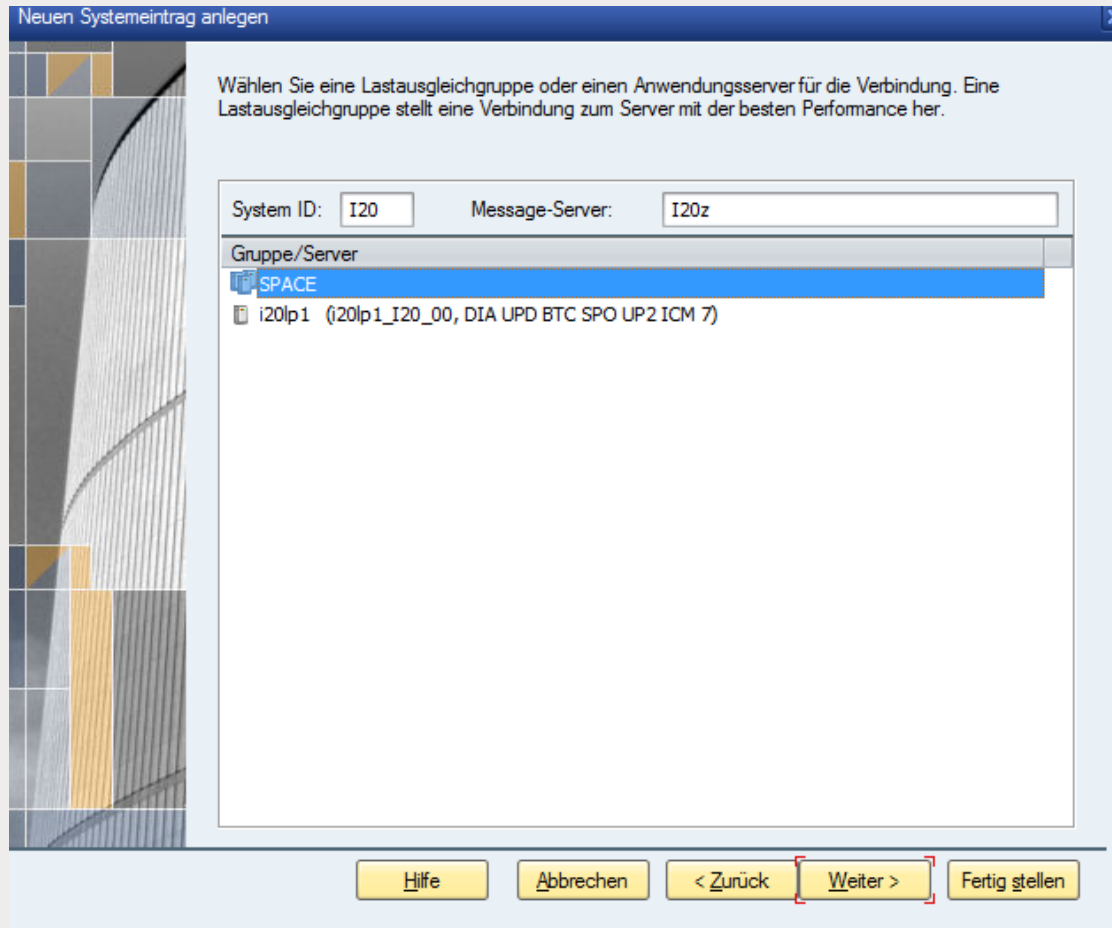 Neuen Systemeintrag anlegen
Wählen Sie eine Lastausgleichgruppe oder einen Anwendungsserver für die Verbindung. Eine
Lastausgleichgruppe stellt eine Verbindung zum Server mit der besten Performance her.
System ID: I20 Message-Server: I20z
Gruppe/Server
SPACE
i20lp1 (i20lp1_I20_00, DIA UPD BTC SPO UP2 ICM 7)
Hilfe Abbrechen < Zurück Weiter > Fertig stellen